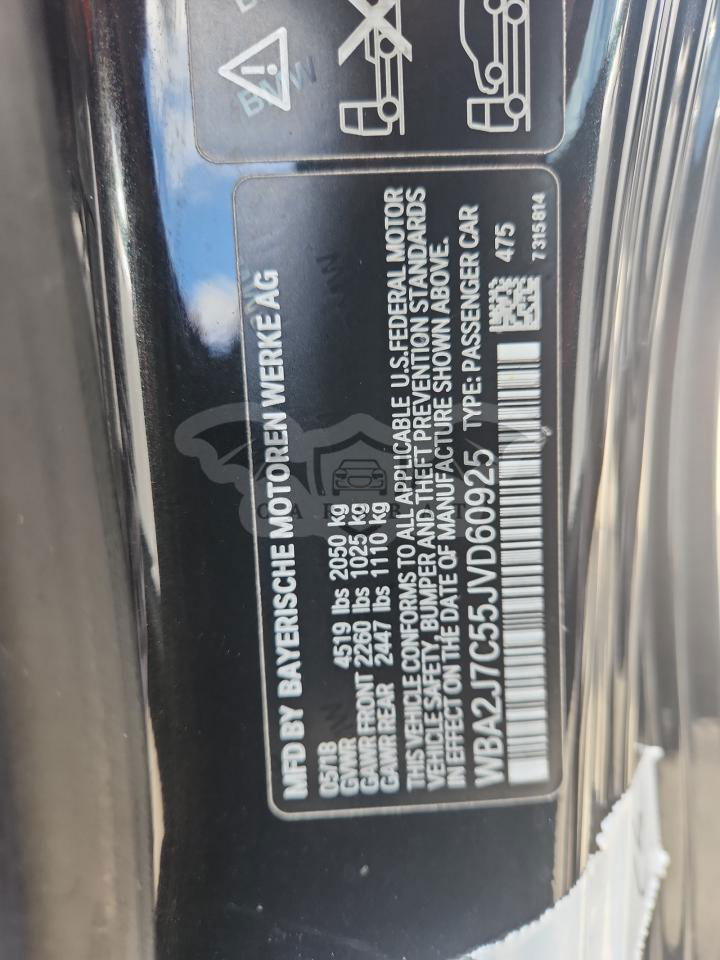 BMW
MFD BY BAYERISCHE MOTOREN WERKE AG
05/18
GVWR 4519 lbs 2050 kg
GAWR FRONT 2260 lbs 1025 kg
GAWR REAR 2447 lbs 1110 kg
THIS VEHICLE CONFORMS TO ALL APPLICABLE U.S.FEDERAL MOTOR
VEHICLE SAFETY, BUMPER AND THEFT PREVENTION STANDARDS
IN EFFECT ON THE DATE OF MANUFACTURE SHOWN ABOVE.
WBA2J7C55JVD60925 TYPE: PASSENGER CAR
475
7 315 814